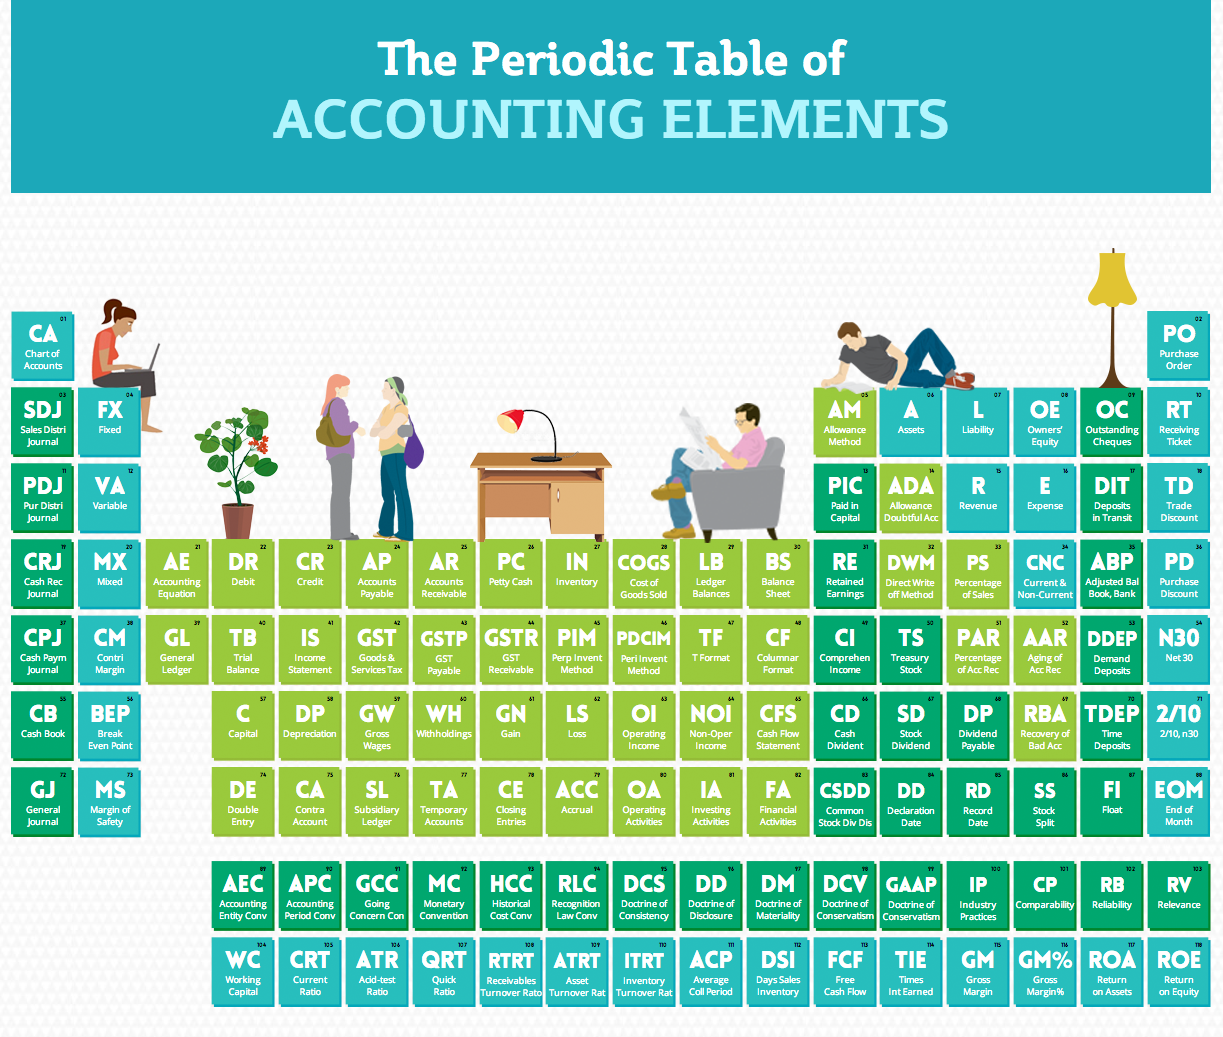 The Periodic Table of
ACCOUNTING ELEMENTS
01
CA
Chart of
Accounts
02
PO
Purchase
Order
03
SDJ
Sales Distri
Journal
04
FX
Fixed
05
AM
Allowance
Method
06
A
Assets
07
L
Liability
08
OE
Owners'
Equity
09
OC
Outstanding
Cheques
10
RT
Receiving
Ticket
11
PDJ
Pur Distri
Journal
12
VA
Variable
13
PIC
Paid in
Capital
14
ADA
Allowance
Doubtful Acc
15
R
Revenue
16
E
Expense
17
DIT
Deposits
in Transit
18
TD
Trade
Discount
19
CRJ
Cash Rec
Journal
20
MX
Mixed
21
AE
Accounting
Equation
22
DR
Debit
23
CR
Credit
24
AP
Accounts
Payable
25
AR
Accounts
Receivable
26
PC
Petty Cash
27
IN
Inventory
28
COGS
Cost of
Goods Sold
29
LB
Ledger
Balances
30
BS
Balance
Sheet
31
RE
Retained
Earnings
32
DWM
Direct Write
off Method
33
PS
Percentage
of Sales
34
CNC
Current &
Non-Current
35
ABP
Adjusted Bal
Book, Bank
36
PD
Purchase
Discount
37
CPJ
Cash Paym
Journal
38
CM
Contri
Margin
39
GL
General
Ledger
40
TB
Trial
Balance
41
IS
Income
Statement
42
GST
Goods &
Services Tax
43
GSTP
GST
Payable
44
GSTR
GST
Receivable
45
PIM
Perp Invent
Method
46
PDCIM
Peri Invent
Method
47
TF
T Format
48
CF
Columnar
Format
49
CI
Comprehen
Income
50
TS
Treasury
Stock
51
PAR
Percentage
of Acc Rec
52
AAR
Aging of
Acc Rec
53
DDEP
Demand
Deposits
54
N30
Net 30
55
CB
Cash Book
56
BEP
Break
Even Point
57
C
Capital
58
DP
Depreciation
59
GW
Gross
Wages
60
WH
Withholdings
61
GN
Gain
62
LS
Loss
63
OI
Operating
Income
64
NOI
Non-Oper
Income
65
CFS
Cash Flow
Statement
66
CD
Cash
Divident
67
SD
Stock
Dividend
68
DP
Dividend
Payable
69
RBA
Recovery of
Bad Acc
70
TDEP
Time
Deposits
71
2/10
2/10, n30
72
GJ
General
Journal
73
MS
Margin of
Safety
74
DE
Double
Entry
75
CA
Contra
Account
76
SL
Subsidiary
Ledger
77
TA
Temporary
Accounts
78
CE
Closing
Entries
79
ACC
Accrual
80
OA
Operating
Activities
81
IA
Investing
Activities
82
FA
Financial
Activities
83
CSDD
Common
Stock Div Dis
84
DD
Declaration
Date
85
RD
Record
Date
86
SS
Stock
Split
87
FI
Float
88
EOM
End of
Month
89
AEC
Accounting
Entity Conv
90
APC
Accounting
Period Conv
91
GCC
Going
Concern Con
92
MC
Monetary
Convention
93
HCC
Historical
Cost Conv
94
RLC
Recognition
Law Conv
95
DCS
Doctrine of
Consistency
96
DD
Doctrine of
Disclosure
97
DM
Doctrine of
Materiality
98
DCV
Doctrine of
Conservatism
99
GAAP
Doctrine of
Conservatism
100
IP
Industry
Practices
101
CP
Comparability
102
RB
Reliability
103
RV
Relevance
104
WC
Working
Capital
105
CRT
Current
Ratio
106
ATR
Acid-test
Ratio
107
QRT
Quick
Ratio
108
RTRT
Receivables
Turnover Rato
109
ATRT
Asset
Turnover Rat
110
ITRT
Inventory
Turnover Rat
111
ACP
Average
Coll Period
112
DSI
Days Sales
Inventory
113
FCF
Free
Cash Flow
114
TIE
Times
Int Earned
115
GM
Gross
Margin
116
GM%
Gross
Margin%
117
ROA
Return
on Assets
118
ROE
Return
on Equity